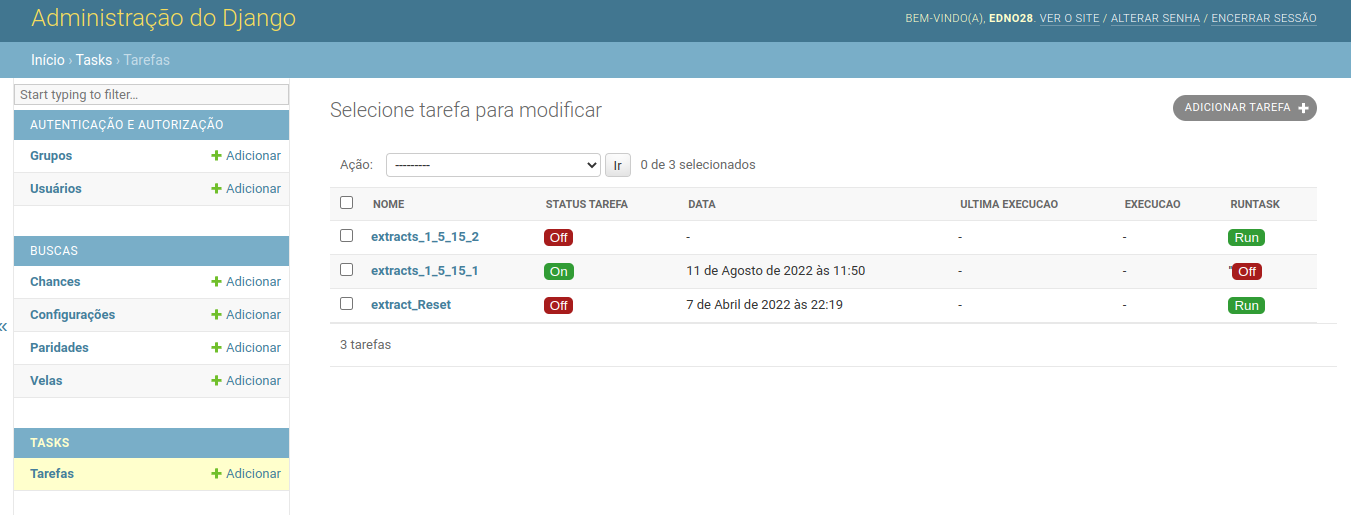 Administração do Django
BEM-VINDO(A), EDNO28. VER O SITE / ALTERAR SENHA / ENCERRAR SESSÃO
Início › Tasks › Tarefas
Start typing to filter…
AUTENTICAÇÃO E AUTORIZAÇÃO
Grupos Adicionar
Usuários Adicionar
BUSCAS
Chances Adicionar
Configurações Adicionar
Paridades Adicionar
Velas Adicionar
TASKS
Tarefas Adicionar
«
Selecione tarefa para modificar
ADICIONAR TAREFA
Ação: --------- Ir 0 de 3 selecionados
NOME STATUS TAREFA DATA ULTIMA EXECUCAO EXECUCAO RUNTASK
extracts_1_5_15_2 Off - - - Run
extracts_1_5_15_1 On 11 de Agosto de 2022 às 11:50 - - "Off
extract_Reset Off 7 de Abril de 2022 às 22:19 - - Run
3 tarefas